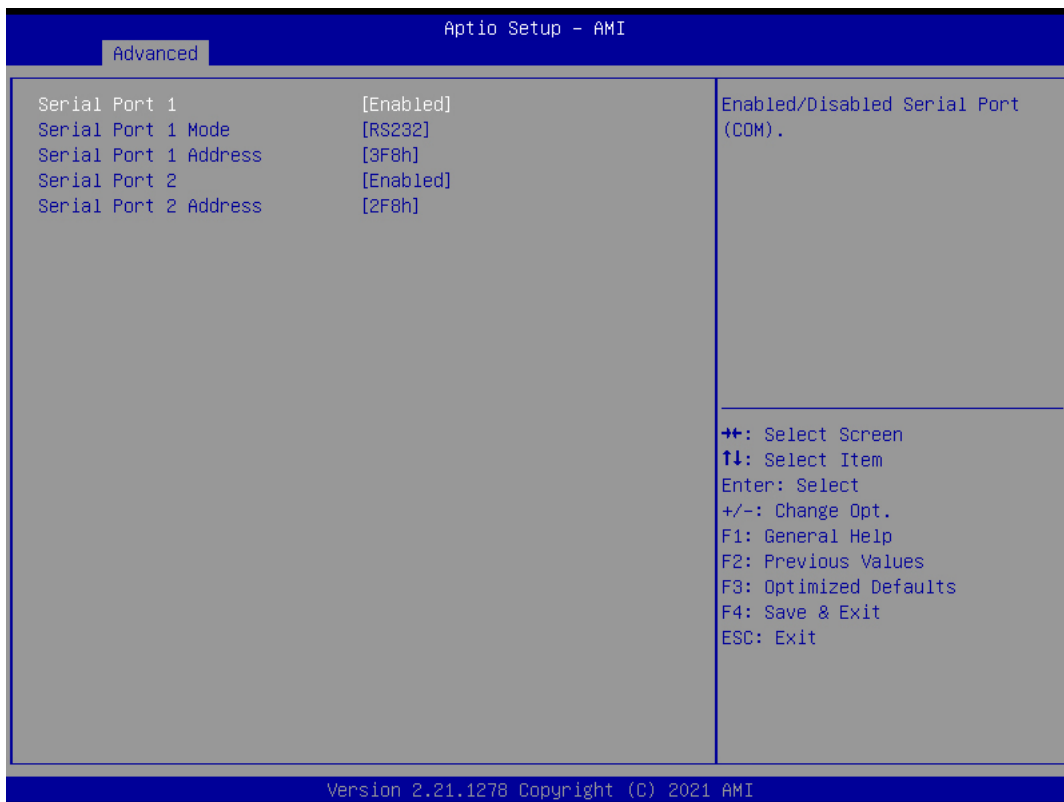 Aptio Setup – AMI
Advanced
Serial Port 1 [Enabled]
Serial Port 1 Mode [RS232]
Serial Port 1 Address [3F8h]
Serial Port 2 [Enabled]
Serial Port 2 Address [2F8h]
Enabled/Disabled Serial Port
(COM).
→←: Select Screen
↑↓: Select Item
Enter: Select
+/-: Change Opt.
F1: General Help
F2: Previous Values
F3: Optimized Defaults
F4: Save & Exit
ESC: Exit
Version 2.21.1278 Copyright (C) 2021 AMI